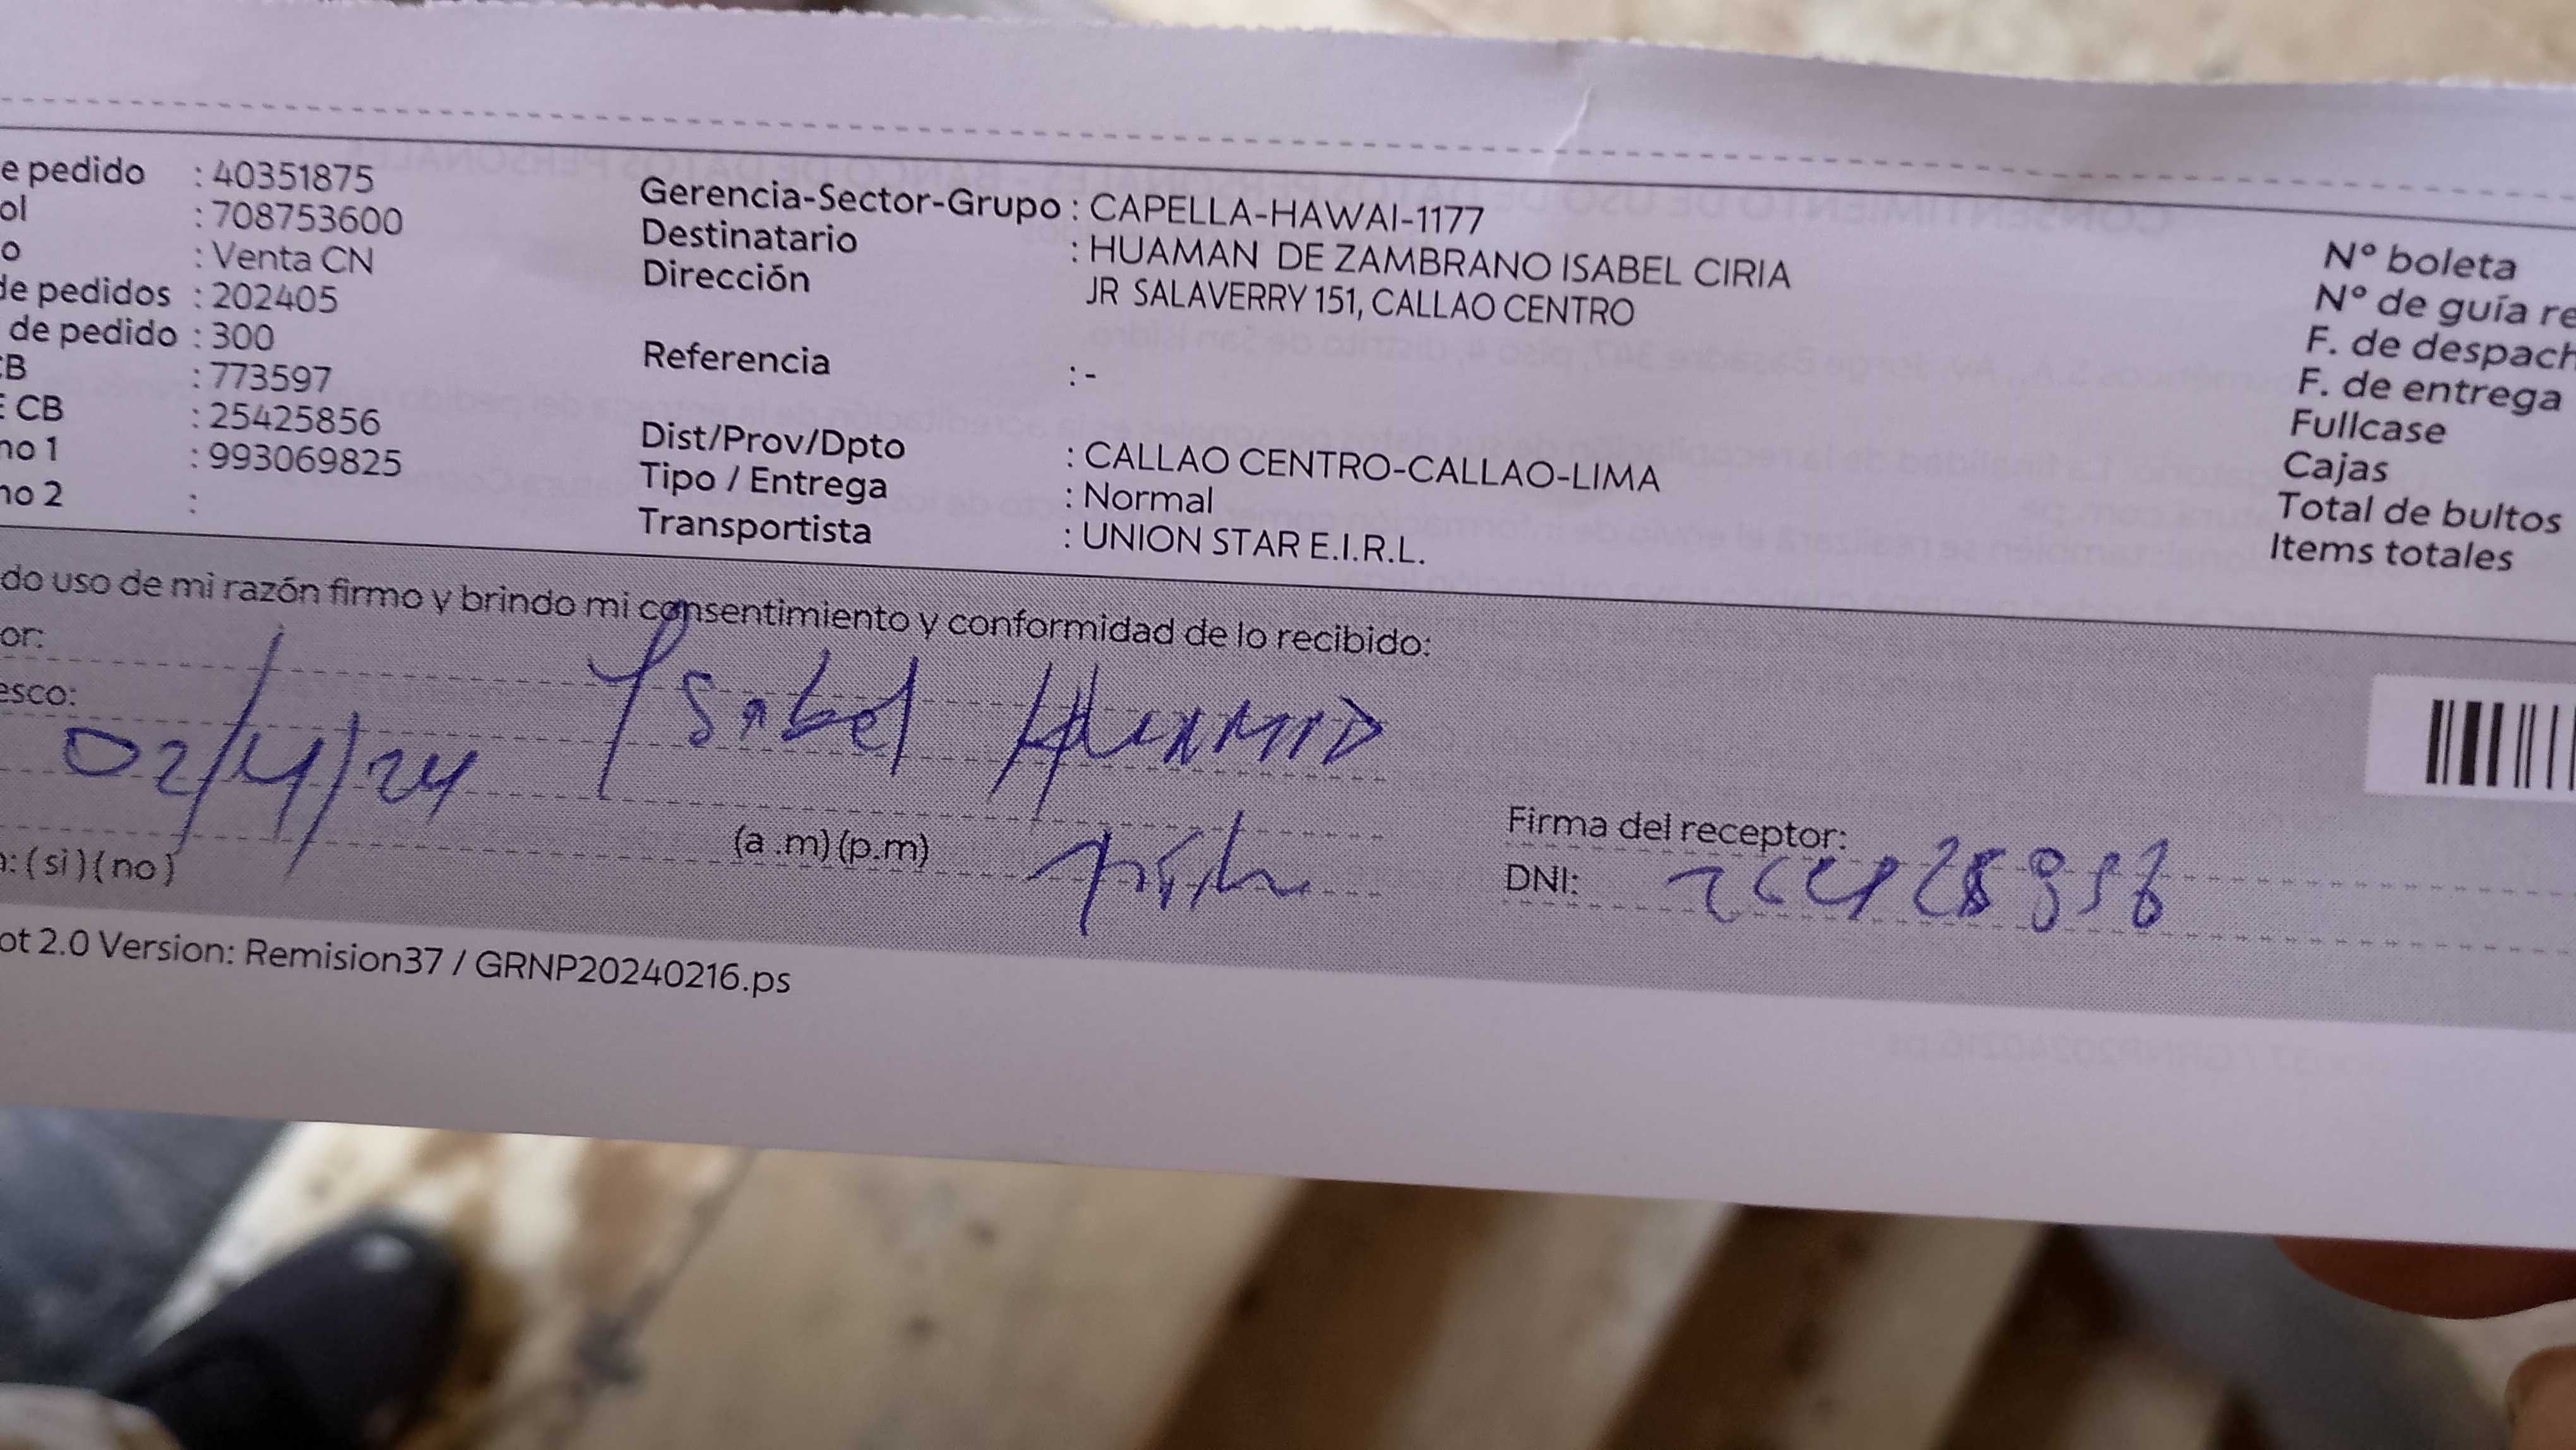 e pedido : 40351875
ol : 708753600
o : Venta CN
de pedidos : 202405
de pedido : 300
CB : 773597
E CB : 25425856
no 1 : 993069825
no 2 :
Gerencia-Sector-Grupo : CAPELLA-HAWAI-1177
Destinatario : HUAMAN DE ZAMBRANO ISABEL CIRIA
Dirección JR SALAVERRY 151, CALLAO CENTRO
Referencia : -
Dist/Prov/Dpto : CALLAO CENTRO-CALLAO-LIMA
Tipo / Entrega : Normal
Transportista : UNION STAR E.I.R.L.
Nº boleta
Nº de guía re
F. de despach
F. de entrega
Fullcase
Cajas
Total de bultos
Items totales
do uso de mi razón firmo y brindo mi consentimiento y conformidad de lo recibido:
or: Ysabel
esco:
02/4/24
: (si) (no) (a .m) (p.m)
Firma del receptor:
DNI: 25425856
ot 2.0 Version: Remision37 / GRNP20240216.ps